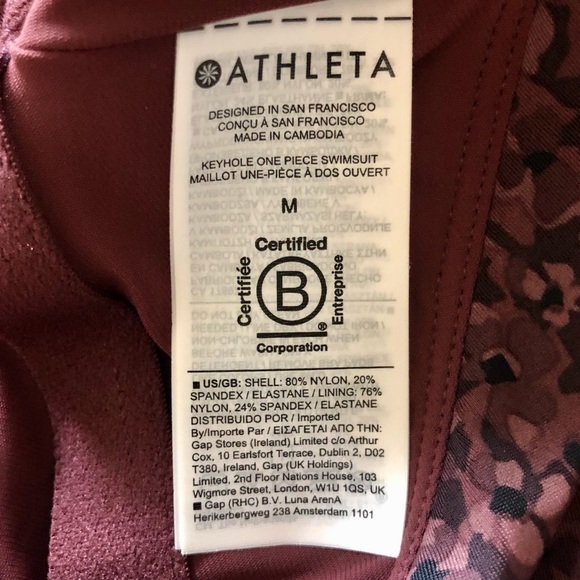 ATHLETA
DESIGNED IN SAN FRANCISCO
CONÇU À SAN FRANCISCO
MADE IN CAMBODIA
KEYHOLE ONE PIECE SWIMSUIT
MAILLOT UNE-PIÈCE À DOS OUVERT
M
Certified
Certifiée
B
Entreprise
®
Corporation
■ US/GB: SHELL: 80% NYLON, 20%
SPANDEX / ELASTANE / LINING: 76%
NYLON, 24% SPANDEX / ELASTANE
DISTRIBUIDO POR / Imported
By/Importe Par / ΕΙΣΑΓΕΤΑΙ ΑΠΟ ΤΗΝ:
Gap Stores (Ireland) Limited c/o Arthur
Cox, 10 Earlsfort Terrace, Dublin 2, D02
T380, Ireland, Gap (UK Holdings)
Limited, 2nd Floor Nations House, 103
Wigmore Street, London, W1U 1QS, UK
■ Gap (RHC) B.V. Luna ArenA
Herikerbergweg 238 Amsterdam 1101